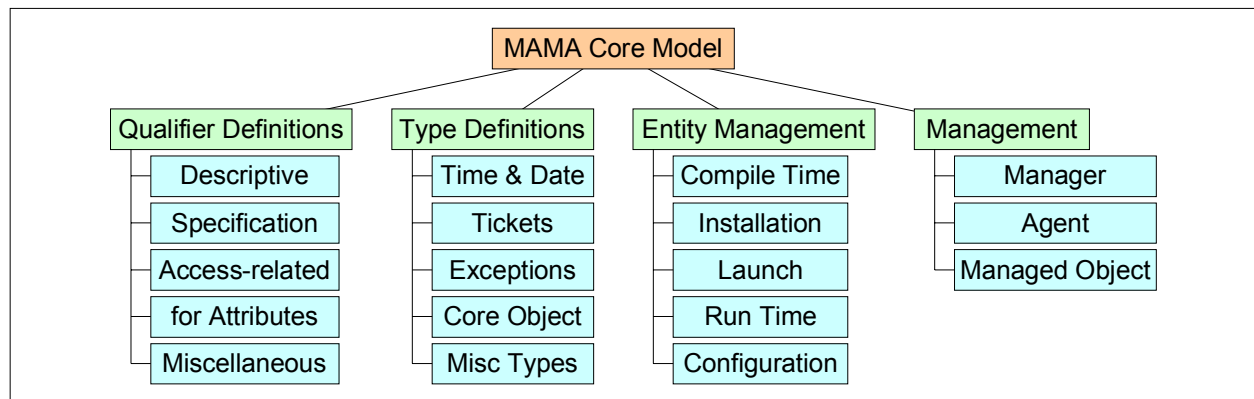 MAMA Core Model
Qualifier Definitions
Descriptive
Specification
Access-related
for Attributes
Miscellaneous
Type Definitions
Time & Date
Tickets
Exceptions
Core Object
Misc Types
Entity Management
Compile Time
Installation
Launch
Run Time
Configuration
Management
Manager
Agent
Managed Object